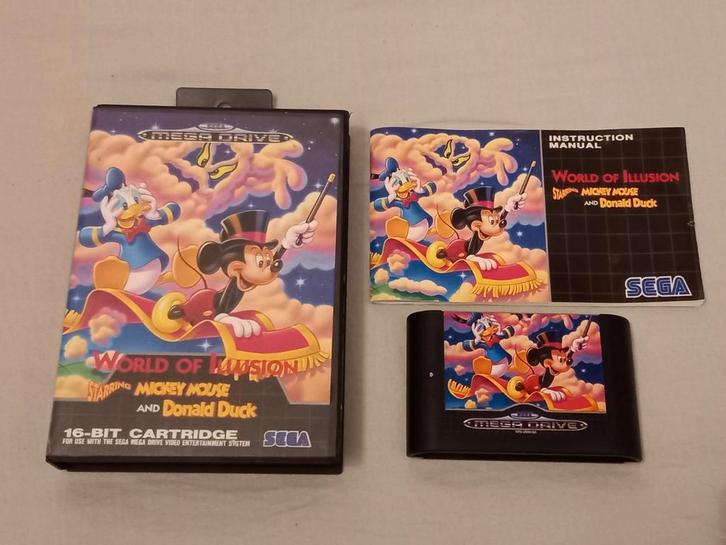 SEGA
MEGA DRIVE
WORLD OF ILLUSION
STARRING MICKEY MOUSE
AND Donald Duck
16-BIT CARTRIDGE
FOR USE WITH THE SEGA MEGA DRIVE VIDEO ENTERTAINMENT SYSTEM
SEGA
INSTRUCTION
MANUAL
WORLD OF ILLUSION
STARRING MICKEY MOUSE
AND Donald Duck
SEGA
MEGA DRIVE